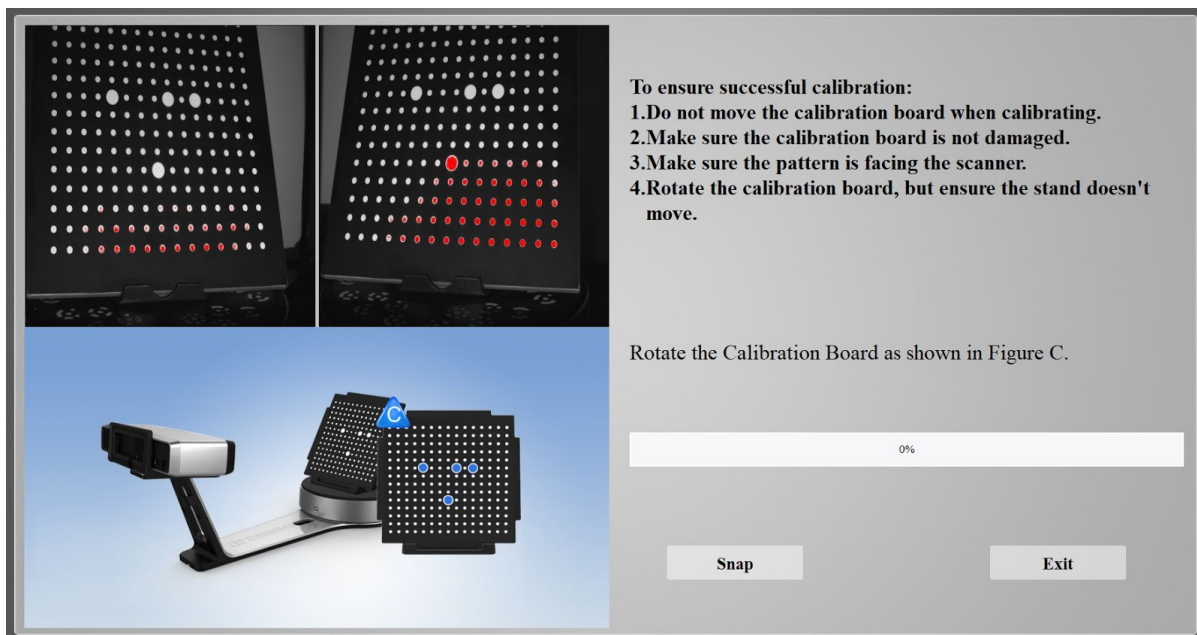 To ensure successful calibration:
1.Do not move the calibration board when calibrating.
2.Make sure the calibration board is not damaged.
3.Make sure the pattern is facing the scanner.
4.Rotate the calibration board, but ensure the stand doesn't
move.
Rotate the Calibration Board as shown in Figure C.
C
0%
Snap
Exit